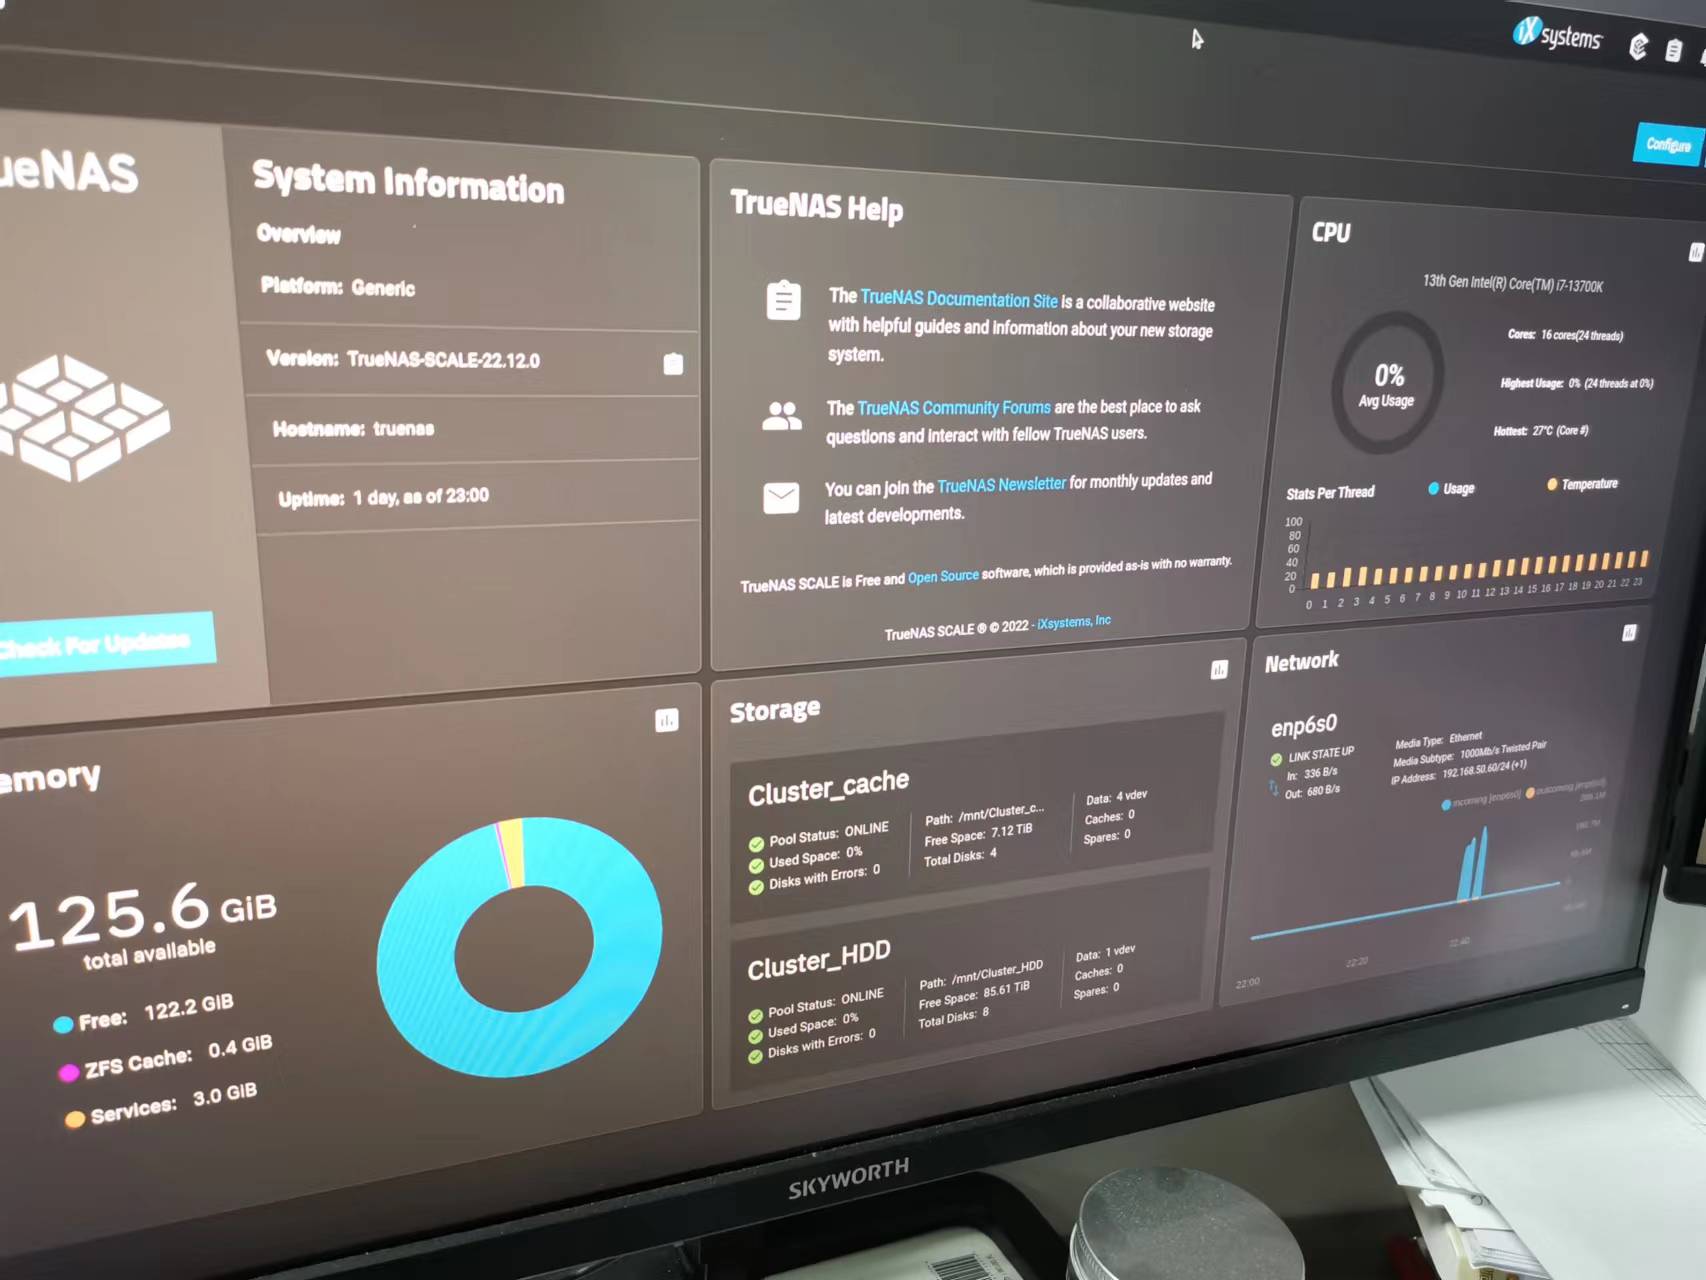 iX systems
Configure
ueNAS
Check For Updates
System Information
Overview
Platform: Generic
Version: TrueNAS-SCALE-22.12.0
Hostname: truenas
Uptime: 1 day, as of 23:00
TrueNAS Help
The TrueNAS Documentation Site is a collaborative website
with helpful guides and information about your new storage
system.
The TrueNAS Community Forums are the best place to ask
questions and interact with fellow TrueNAS users.
You can join the TrueNAS Newsletter for monthly updates and
latest developments.
TrueNAS SCALE is Free and Open Source software, which is provided as-is with no warranty.
TrueNAS SCALE ® © 2022 - iXsystems, Inc
CPU
13th Gen Intel(R) Core(TM) i7-13700K
0%
Avg Usage
Cores: 16 cores(24 threads)
Highest Usage: 0% (24 threads at 0%)
Hottest: 27°C (Core #)
Stats Per Thread
Usage
Temperature
100
80
60
40
20
0
0 1 2 3 4 5 6 7 8 9 10 11 12 13 14 15 16 17 18 19 20 21 22 23
emory
125.6 GiB
total available
Free: 122.2 GiB
ZFS Cache: 0.4 GiB
Services: 3.0 GiB
Storage
Cluster_cache
Pool Status: ONLINE
Used Space: 0%
Disks with Errors: 0
Path: /mnt/Cluster_c...
Free Space: 7.12 TiB
Total Disks: 4
Data: 4 vdev
Caches: 0
Spares: 0
Cluster_HDD
Pool Status: ONLINE
Used Space: 0%
Disks with Errors: 0
Path: /mnt/Cluster_HDD
Free Space: 85.61 TiB
Total Disks: 8
Data: 1 vdev
Caches: 0
Spares: 0
Network
enp6s0
LINK STATE UP
In: 336 B/s
Out: 680 B/s
Media Type: Ethernet
Media Subtype: 1000Mb/s Twisted Pair
IP Address: 192.168.50.60/24 (+1)
incoming [enp6s0]
outcoming [enp6s0]
22:00
22:20
22:40
SKYWORTH